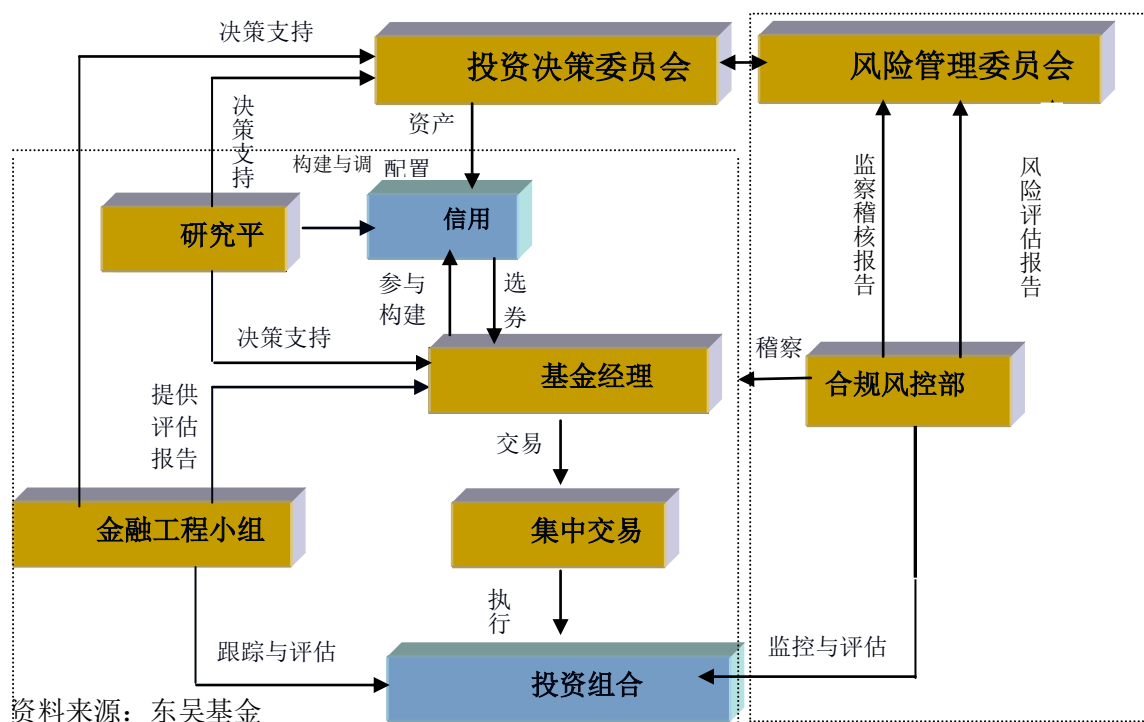 决策支持
投资决策委员会
风险管理委员会
决策支持
资产
构建与调
配置
监察稽核报告
风险评估报告
研究平
信用
参与
构建
选券
决策支持
稽察
基金经理
合规风控部
提供
评估
报告
交易
金融工程小组
集中交易
执行
跟踪与评估
监控与评估
投资组合
资料来源：东吴基金